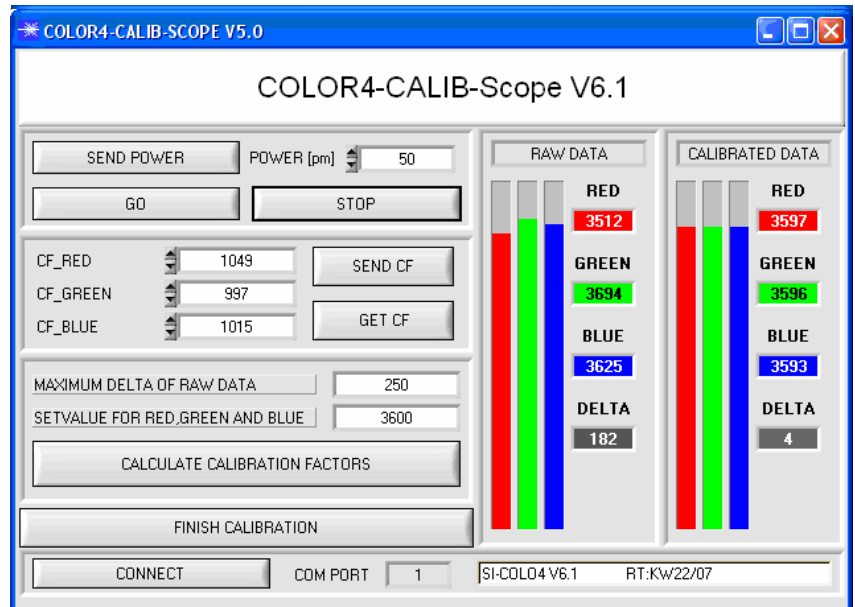 COLOR4-CALIB-SCOPE V5.0
COLOR4-CALIB-Scope V6.1
SEND POWER POWER [pm] 50
GO STOP
CF_RED 1049 SEND CF
CF_GREEN 997
CF_BLUE 1015 GET CF
MAXIMUM DELTA OF RAW DATA 250
SETVALUE FOR RED,GREEN AND BLUE 3600
CALCULATE CALIBRATION FACTORS
FINISH CALIBRATION
RAW DATA
RED
3512
GREEN
3694
BLUE
3625
DELTA
182
CALIBRATED DATA
RED
3597
GREEN
3596
BLUE
3593
DELTA
4
CONNECT COM PORT 1 SI-COLO4 V6.1 RT:KW22/07